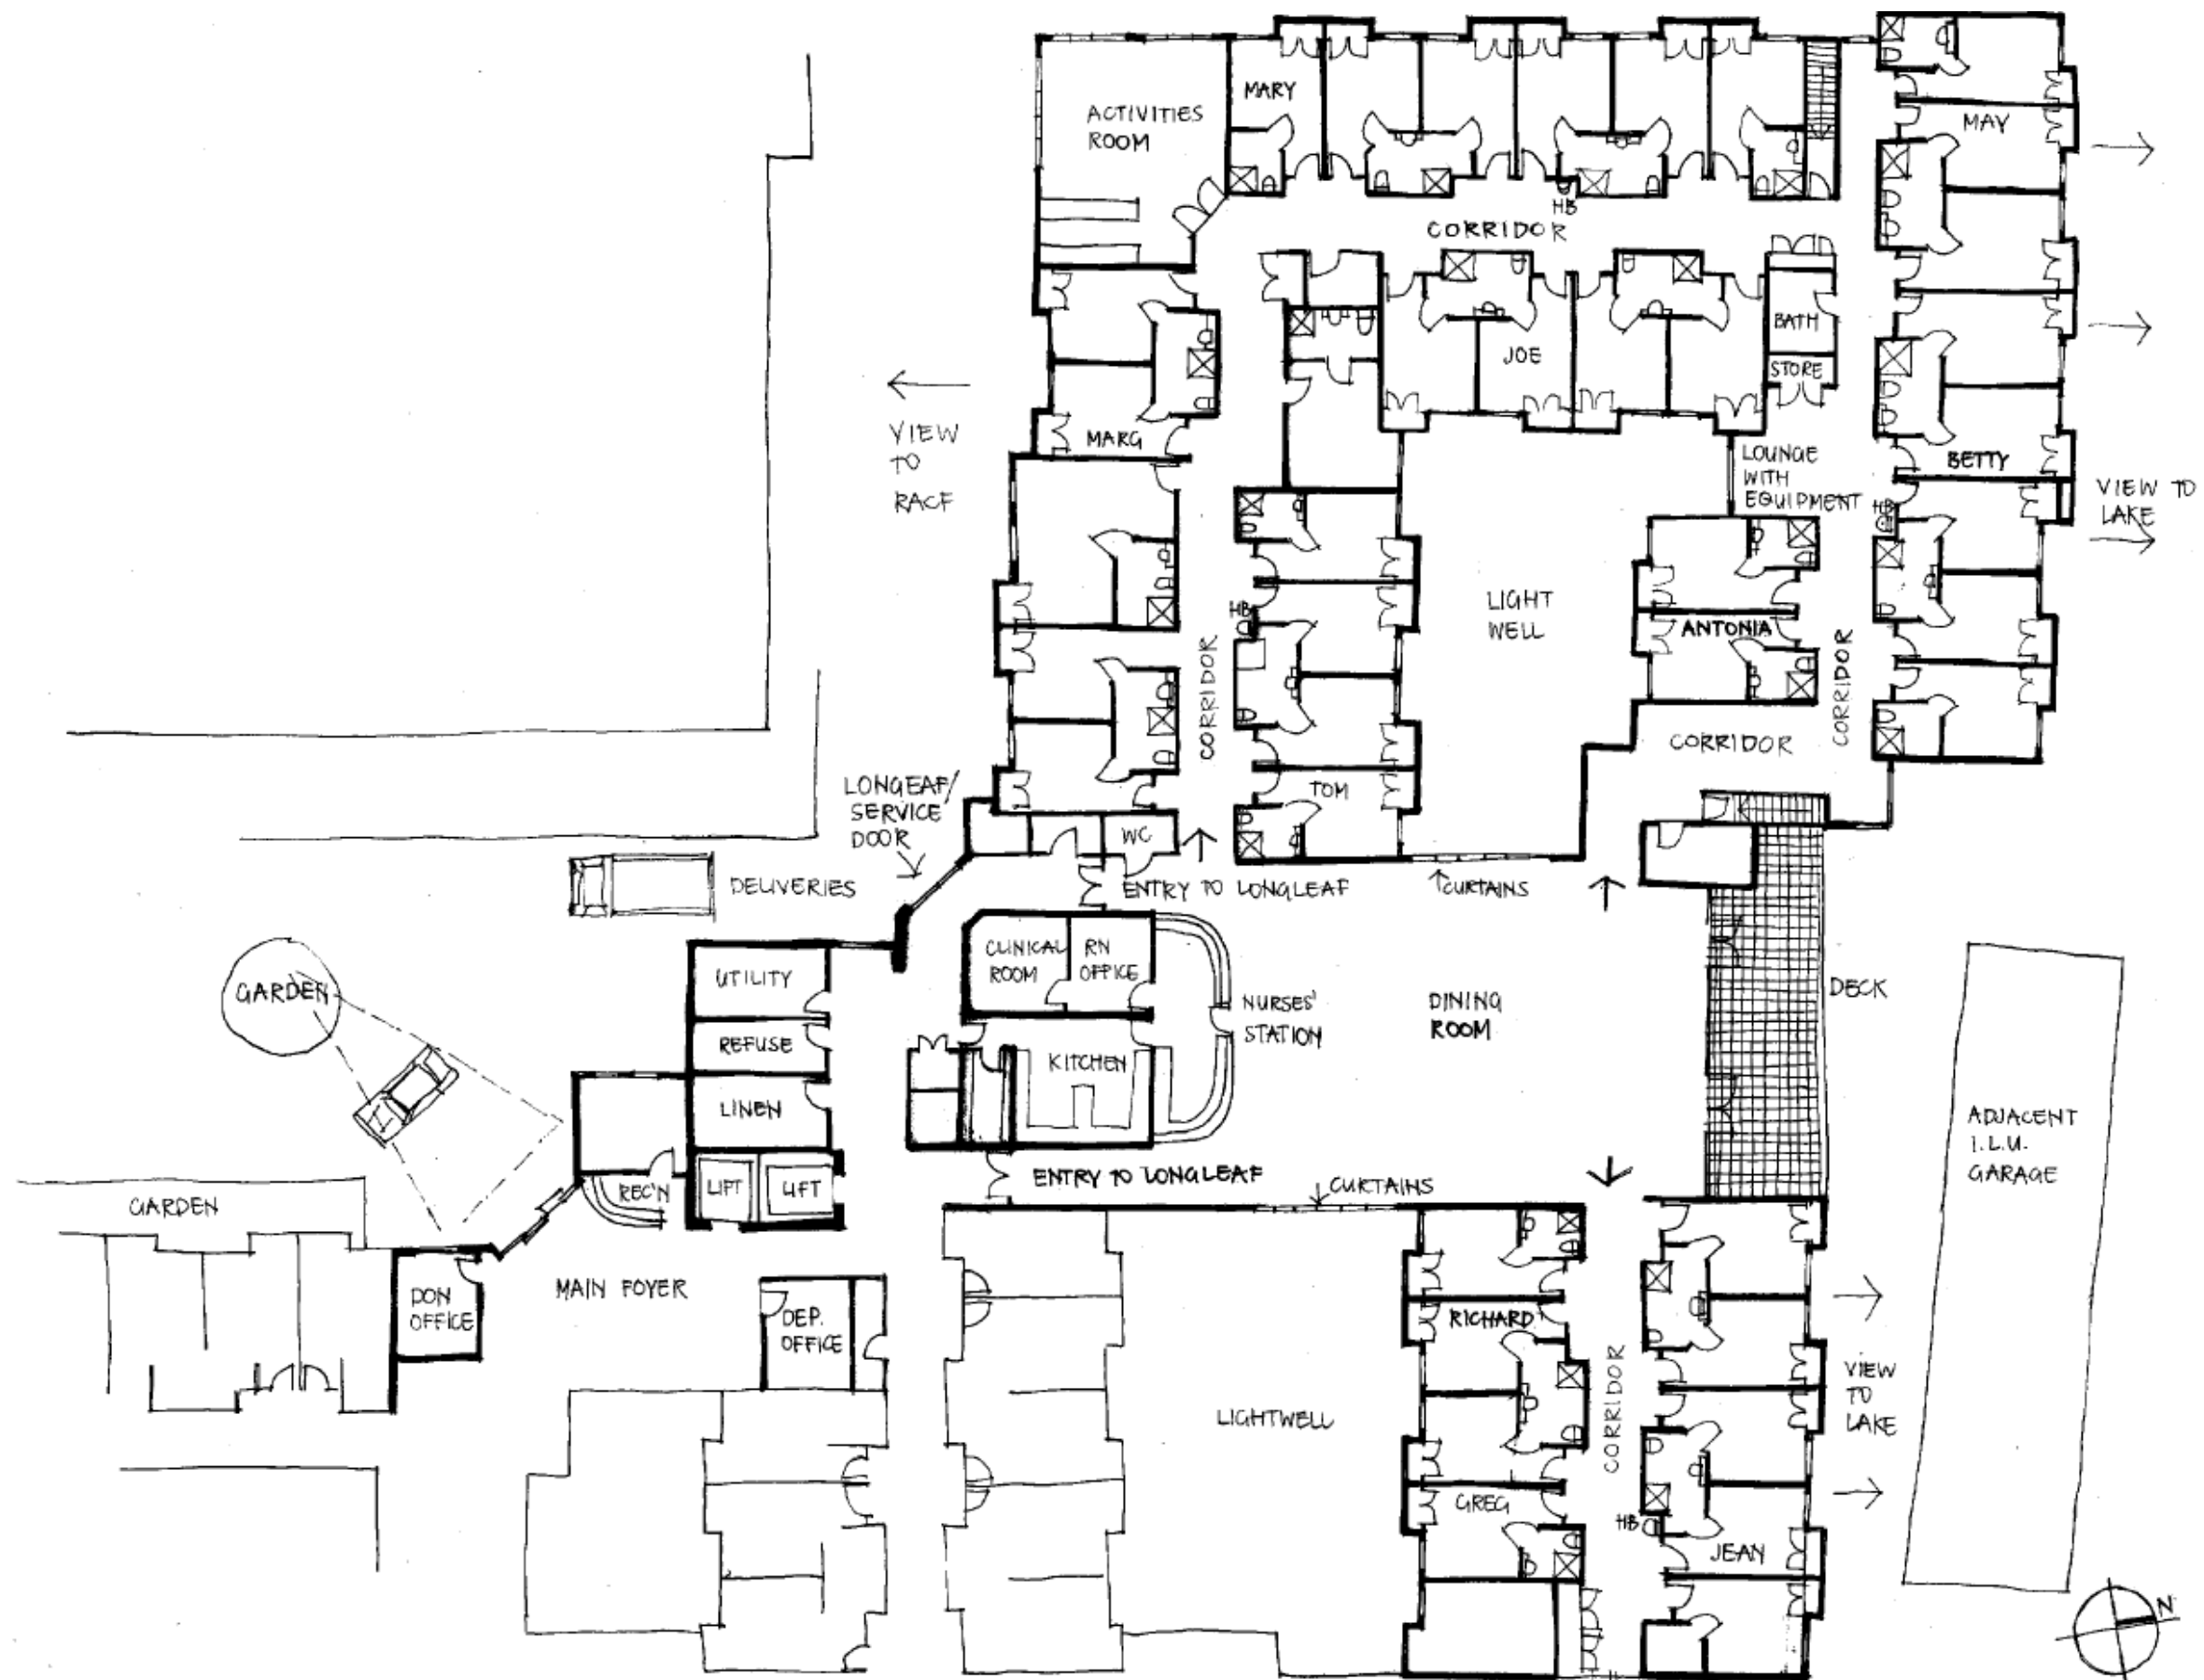 ACTIVITIES
ROOM
MARY
MAY
HB
CORRIDOR
BATH
JOE
STORE
VIEW
TO
RACF
MARG
LOUNGE
WITH
EQUIPMENT
BETTY
HB
VIEW TO
LAKE
HB
CORRIDOR
LIGHT
WELL
ANTONIA
CORRIDOR
CORRIDOR
TOM
LONGEAF/
SERVICE
DOOR
WC
DELIVERIES
ENTRY TO LONGLEAF
CURTAINS
GARDEN
UTILITY
CLINICAL
ROOM
RN
OFFICE
NURSES'
STATION
DINING
ROOM
DECK
REFUSE
KITCHEN
LINEN
ADJACENT
I.L.U.
GARAGE
GARDEN
REC'N
LIFT
LIFT
ENTRY TO LONGLEAF
CURTAINS
DON
OFFICE
MAIN FOYER
DEP.
OFFICE
RICHARD
LIGHTWELL
CORRIDOR
VIEW
TO
LAKE
GREG
HB
JEAN
N